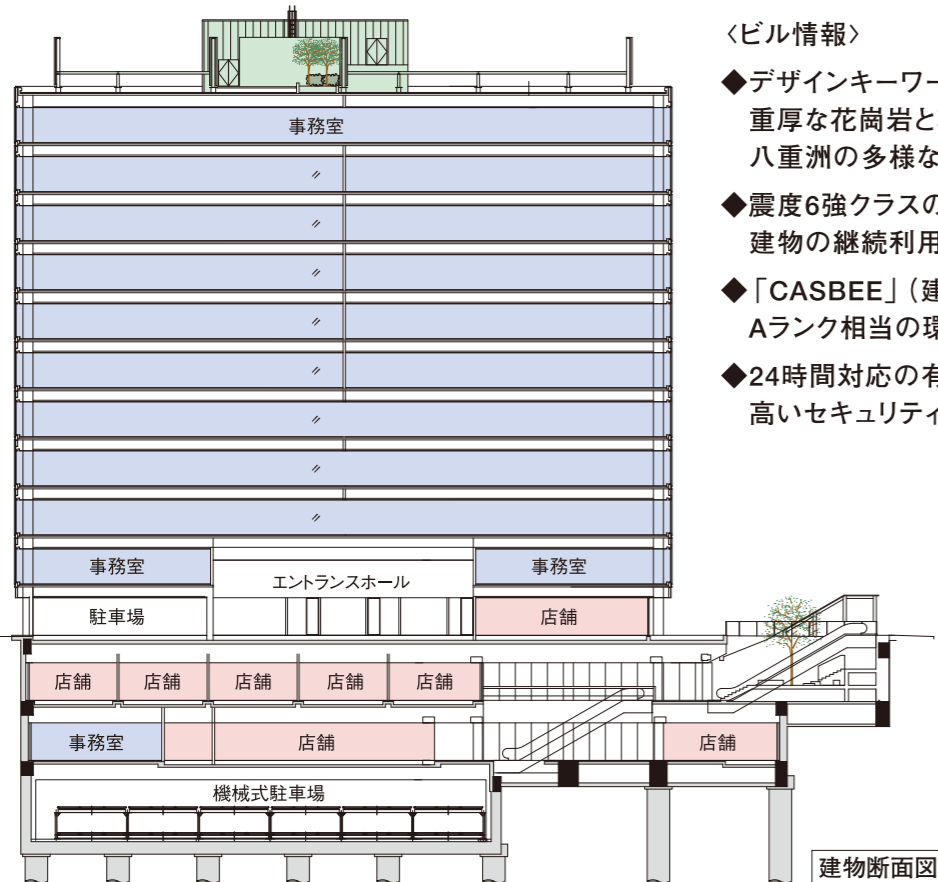 〈ビル情報〉
◆デザインキーワー
重厚な花崗岩と
八重洲の多様な
◆震度6強クラスの
建物の継続利用
◆「CASBEE」（建
Aランク相当の環
◆24時間対応の有
高いセキュリティ
事務室
〃
〃
〃
〃
〃
〃
〃
〃
事務室
エントランスホール
事務室
駐車場
店舗
店舗
店舗
店舗
店舗
店舗
事務室
店舗
店舗
機械式駐車場
建物断面図